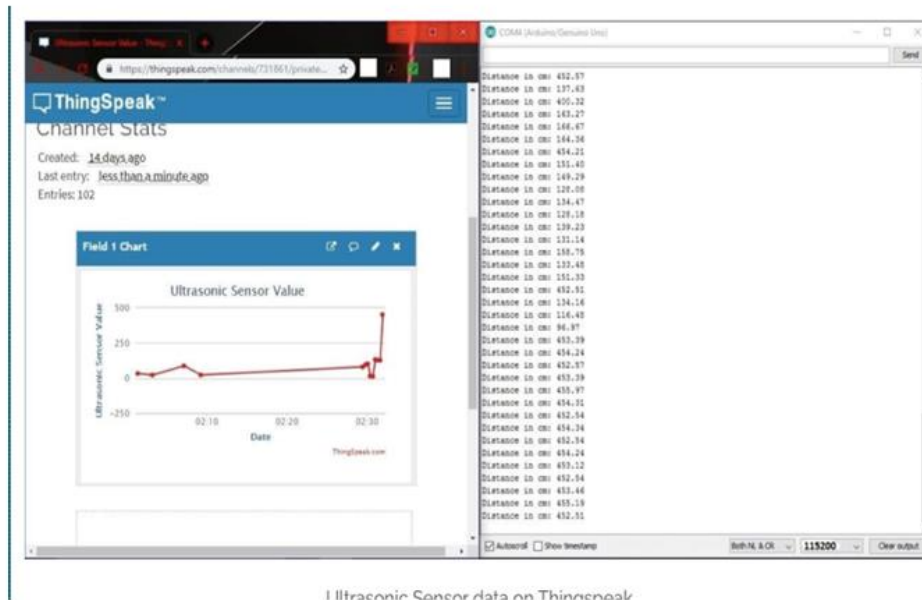 Ultrasonic Sensor Value - Thing
https://thingspeak.com/channels/731861/private...
ThingSpeak™
Channel Stats
Created: 14 days ago
Last entry: less than a minute ago
Entries: 102
Field 1 Chart
Ultrasonic Sensor Value
Ultrasonic Sensor Value
500
250
0
-250
02:10 02:20 02:30
Date
ThingSpeak.com
COM4 (Arduino/Genuino Uno)
Send
Distance in cm: 452.57
Distance in cm: 137.63
Distance in cm: 400.32
Distance in cm: 163.27
Distance in cm: 166.67
Distance in cm: 164.36
Distance in cm: 454.21
Distance in cm: 151.40
Distance in cm: 149.29
Distance in cm: 128.08
Distance in cm: 134.47
Distance in cm: 128.18
Distance in cm: 139.23
Distance in cm: 131.14
Distance in cm: 158.75
Distance in cm: 133.48
Distance in cm: 151.33
Distance in cm: 452.51
Distance in cm: 134.16
Distance in cm: 116.48
Distance in cm: 96.97
Distance in cm: 453.39
Distance in cm: 454.24
Distance in cm: 452.57
Distance in cm: 453.39
Distance in cm: 455.97
Distance in cm: 454.31
Distance in cm: 452.54
Distance in cm: 454.34
Distance in cm: 452.54
Distance in cm: 454.24
Distance in cm: 453.12
Distance in cm: 452.54
Distance in cm: 453.46
Distance in cm: 455.19
Distance in cm: 452.51
Autoscroll Show timestamp
Both NL & CR 115200 Clear output
Ultrasonic Sensor data on Thingspeak